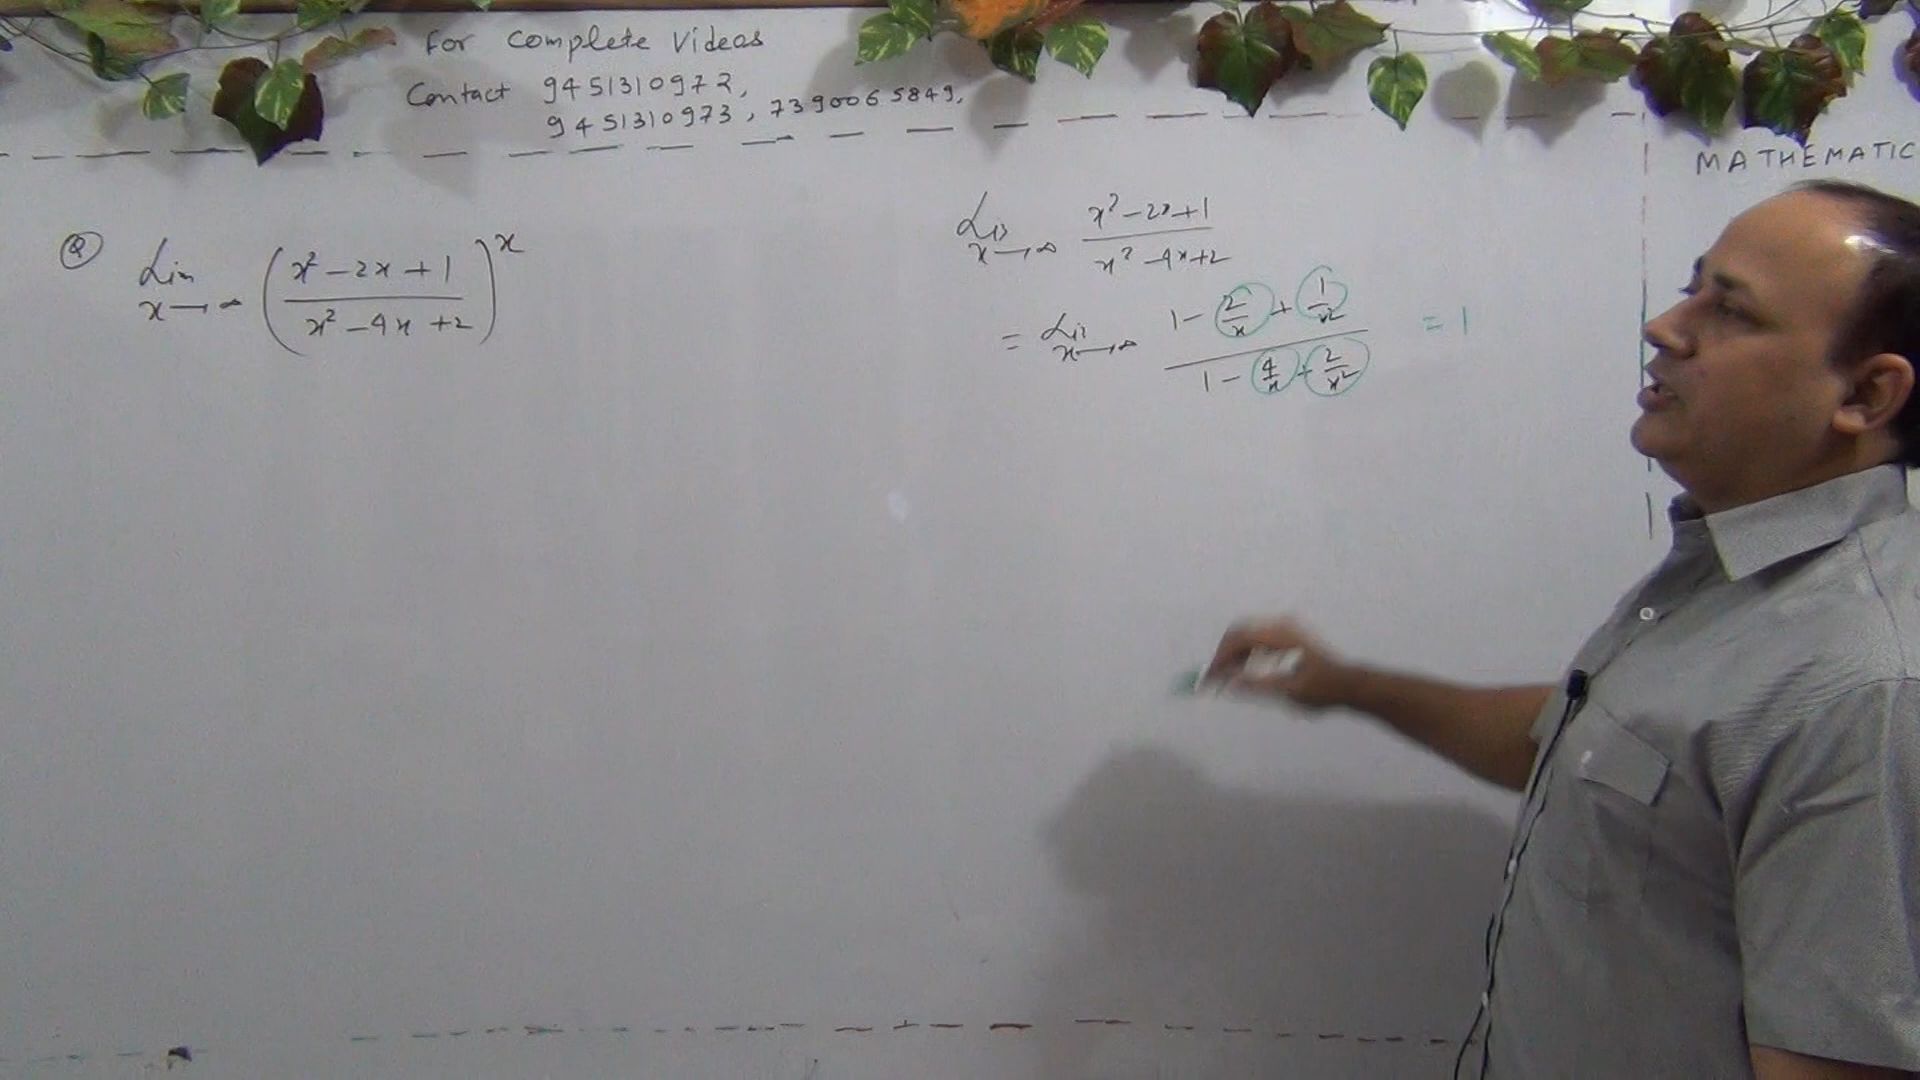 For Complete Videos
Contact 9451310972,
9451310973, 7390065849.
MATHEMATIC
Q Lim x→∞ ( x² - 2x + 1 / x² - 4x + 2 )^x
Lim x→∞ x² - 2x + 1 / x² - 4x + 2
= Lim x→∞ 1 - 2/x + 1/x² / 1 - 4/x + 2/x² = 1